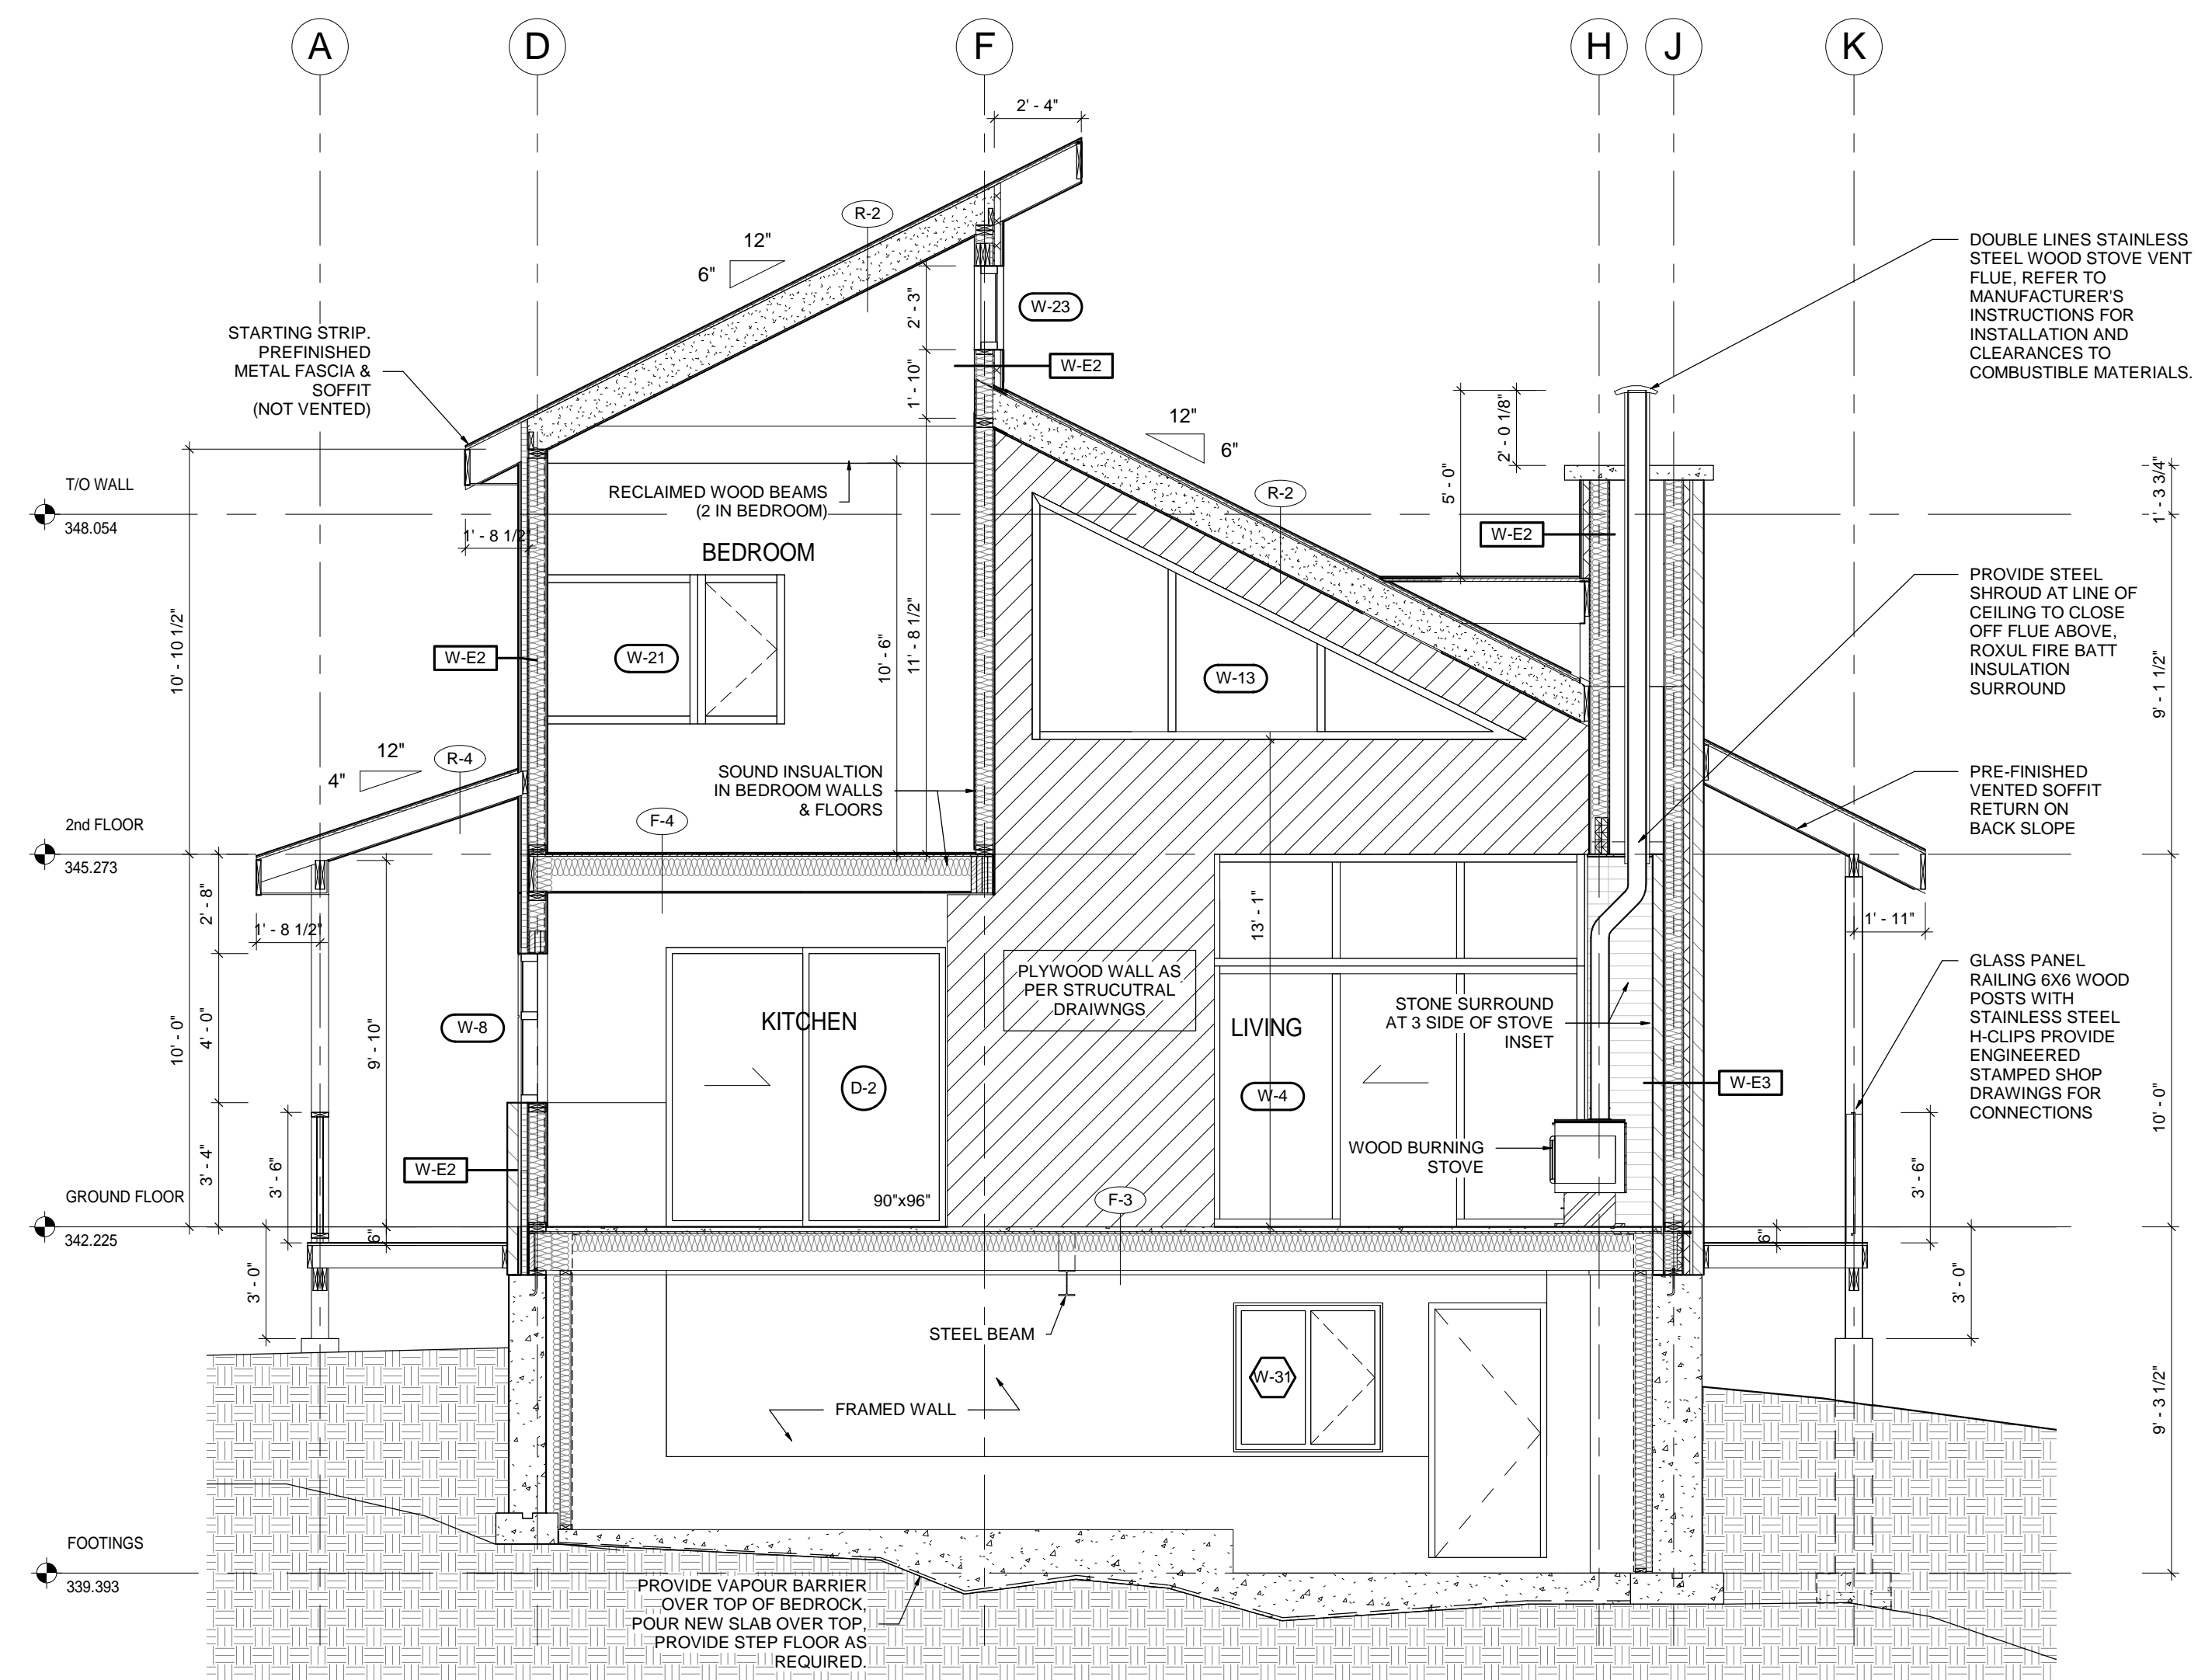 A
D
F
H
J
K
2' - 4"
R-2
12"
6"
2' - 3"
W-23
1' - 10"
W-E2
STARTING STRIP.
PREFINISHED
METAL FASCIA &
SOFFIT
(NOT VENTED)
DOUBLE LINES STAINLESS
STEEL WOOD STOVE VENT
FLUE, REFER TO
MANUFACTURER'S
INSTRUCTIONS FOR
INSTALLATION AND
CLEARANCES TO
COMBUSTIBLE MATERIALS.
12"
6"
5' - 0"
2' - 0 1/8"
1' - 3 3/4"
T/O WALL
348.054
RECLAIMED WOOD BEAMS
(2 IN BEDROOM)
1' - 8 1/2"
BEDROOM
R-2
W-E2
PROVIDE STEEL
SHROUD AT LINE OF
CEILING TO CLOSE
OFF FLUE ABOVE,
ROXUL FIRE BATT
INSULATION
SURROUND
10' - 10 1/2"
W-E2
W-21
10' - 6"
11' - 8 1/2"
W-13
9' - 1 1/2"
12"
4"
R-4
SOUND INSUALTION
IN BEDROOM WALLS
& FLOORS
PRE-FINISHED
VENTED SOFFIT
RETURN ON
BACK SLOPE
2nd FLOOR
345.273
F-4
2' - 8"
1' - 8 1/2"
13' - 1"
1' - 11"
10' - 0"
4' - 0"
9' - 10"
W-8
KITCHEN
D-2
PLYWOOD WALL AS
PER STRUCUTRAL
DRAIWNGS
LIVING
W-4
STONE SURROUND
AT 3 SIDE OF STOVE
INSET
W-E3
GLASS PANEL
RAILING 6X6 WOOD
POSTS WITH
STAINLESS STEEL
H-CLIPS PROVIDE
ENGINEERED
STAMPED SHOP
DRAWINGS FOR
CONNECTIONS
10' - 0"
3' - 4"
3' - 6"
W-E2
90"x96"
WOOD BURNING
STOVE
3' - 6"
GROUND FLOOR
342.225
F-3
6"
6"
3' - 0"
3' - 0"
STEEL BEAM
W-31
FRAMED WALL
9' - 3 1/2"
FOOTINGS
339.393
PROVIDE VAPOUR BARRIER
OVER TOP OF BEDROCK,
POUR NEW SLAB OVER TOP,
PROVIDE STEP FLOOR AS
REQUIRED.